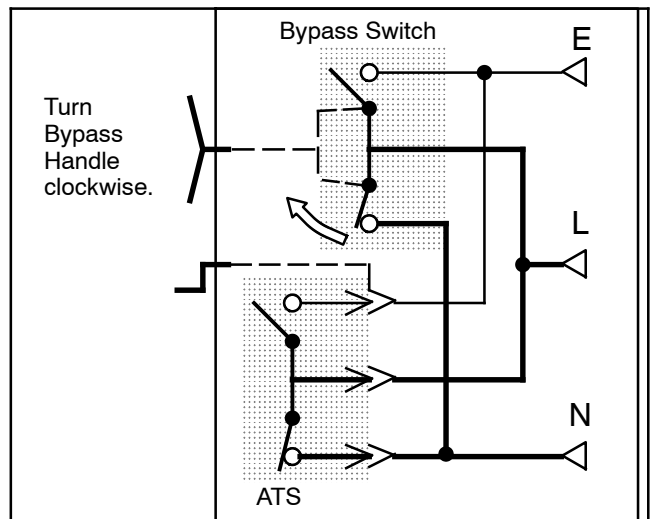 Bypass Switch
E
Turn
Bypass
Handle
clockwise.
L
N
ATS